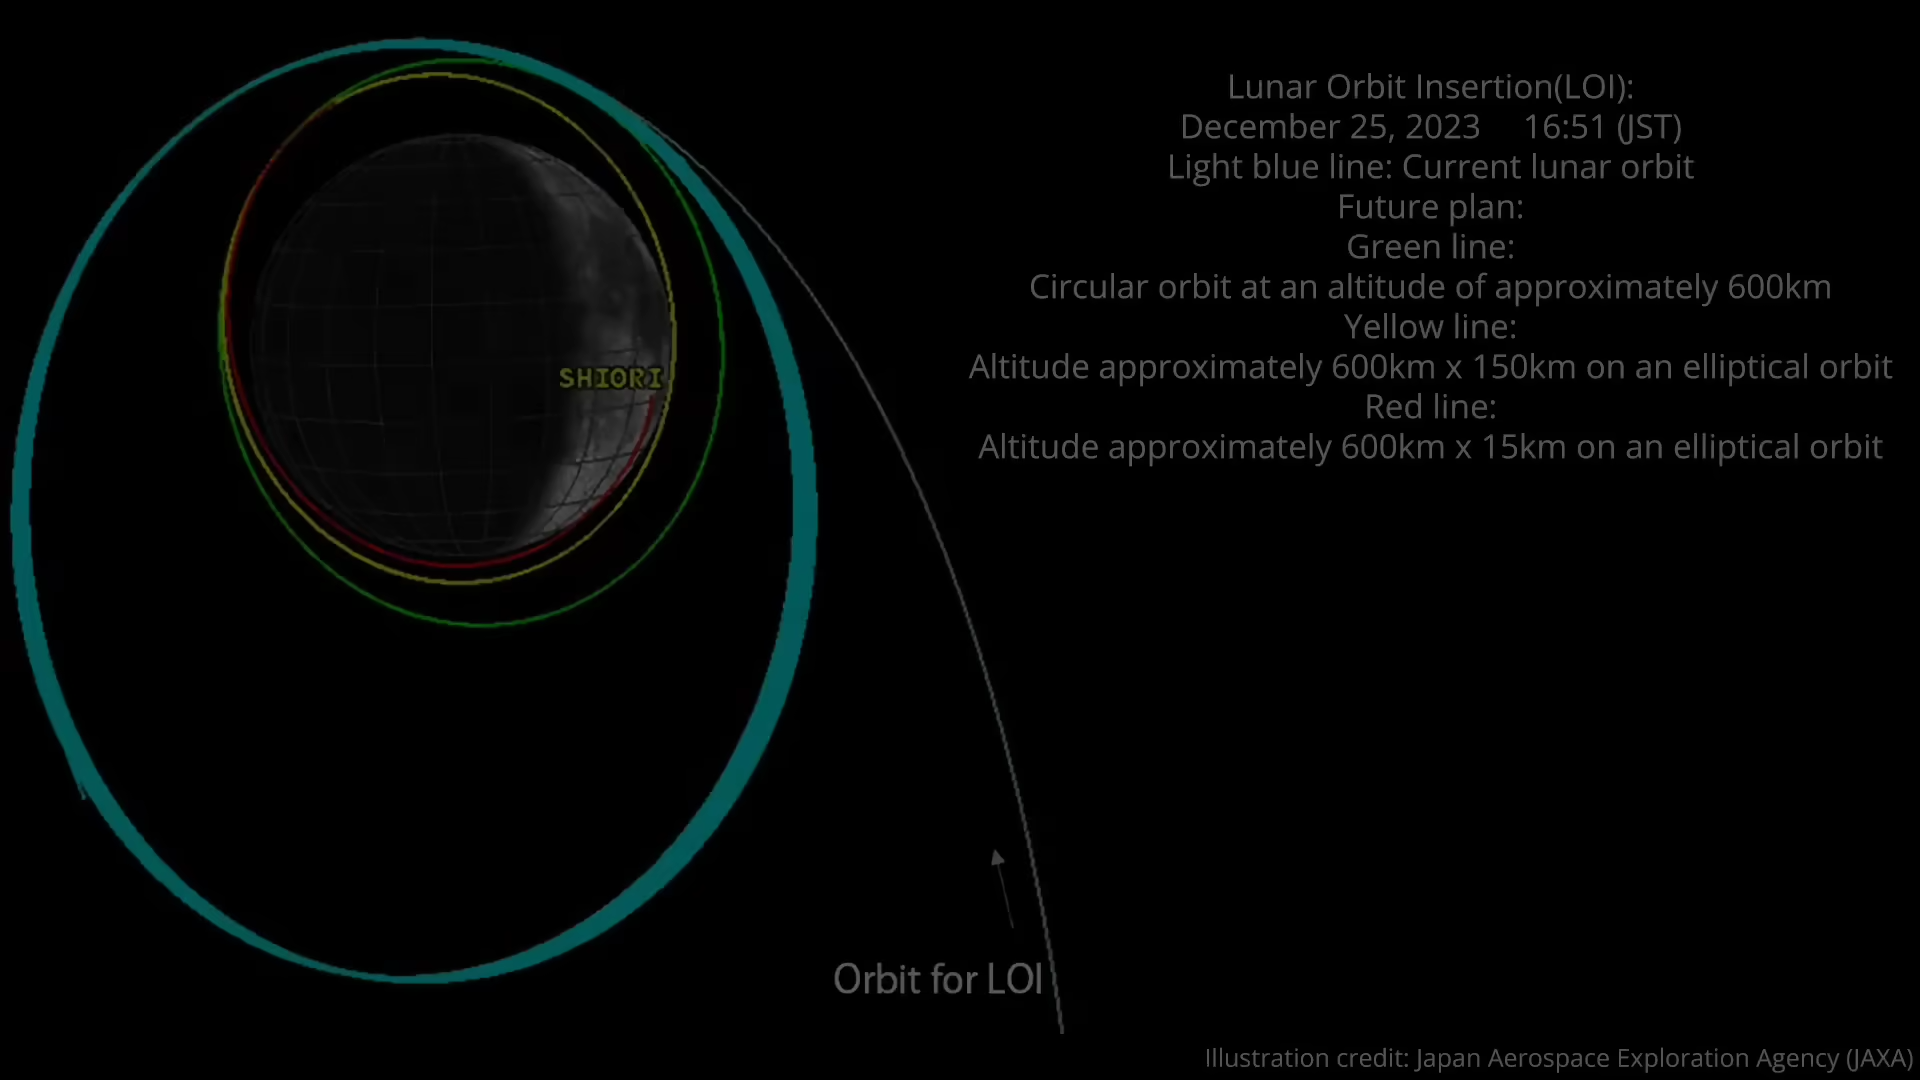 Lunar Orbit Insertion(LOI):
December 25, 2023 16:51 (JST)
Light blue line: Current lunar orbit
Future plan:
Green line:
Circular orbit at an altitude of approximately 600km
Yellow line:
Altitude approximately 600km x 150km on an elliptical orbit
Red line:
Altitude approximately 600km x 15km on an elliptical orbit
SHIORI
Orbit for LOI
Illustration credit: Japan Aerospace Exploration Agency (JAXA)